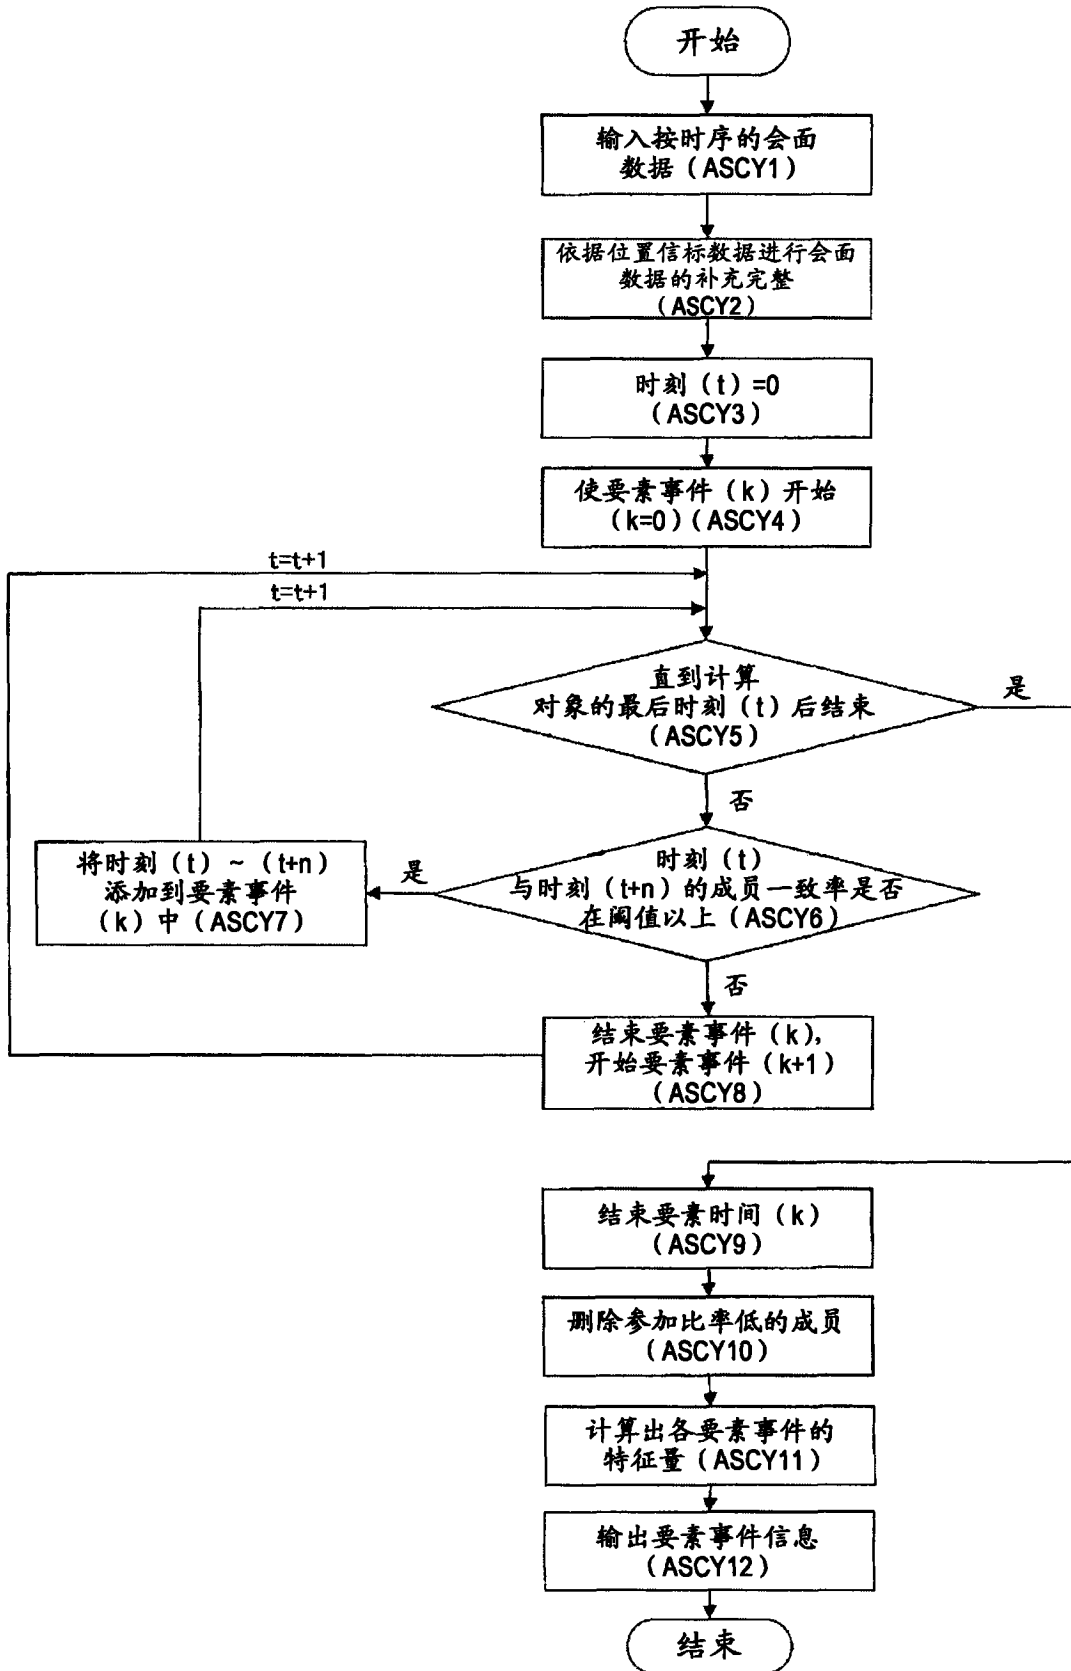 开始
输入按时序的会面
数据(ASCY1)
依据位置信标数据进行会面
数据的补充完整
(ASCY2)
时刻(t)=0
(ASCY3)
使要素事件(k)开始
(k=0)(ASCY4)
t=t+1
t=t+1
直到计算
对象的最后时刻(t)后结束
(ASCY5)
是
否
时刻(t)
与时刻(t+n)的成员一致率是否
在阈值以上(ASCY6)
是
将时刻(t)~(t+n)
添加到要素事件
(k)中(ASCY7)
否
结束要素事件(k),
开始要素事件(k+1)
(ASCY8)
结束要素时间(k)
(ASCY9)
删除参加比率低的成员
(ASCY10)
计算出各要素事件的
特征量(ASCY11)
输出要素事件信息
(ASCY12)
结束